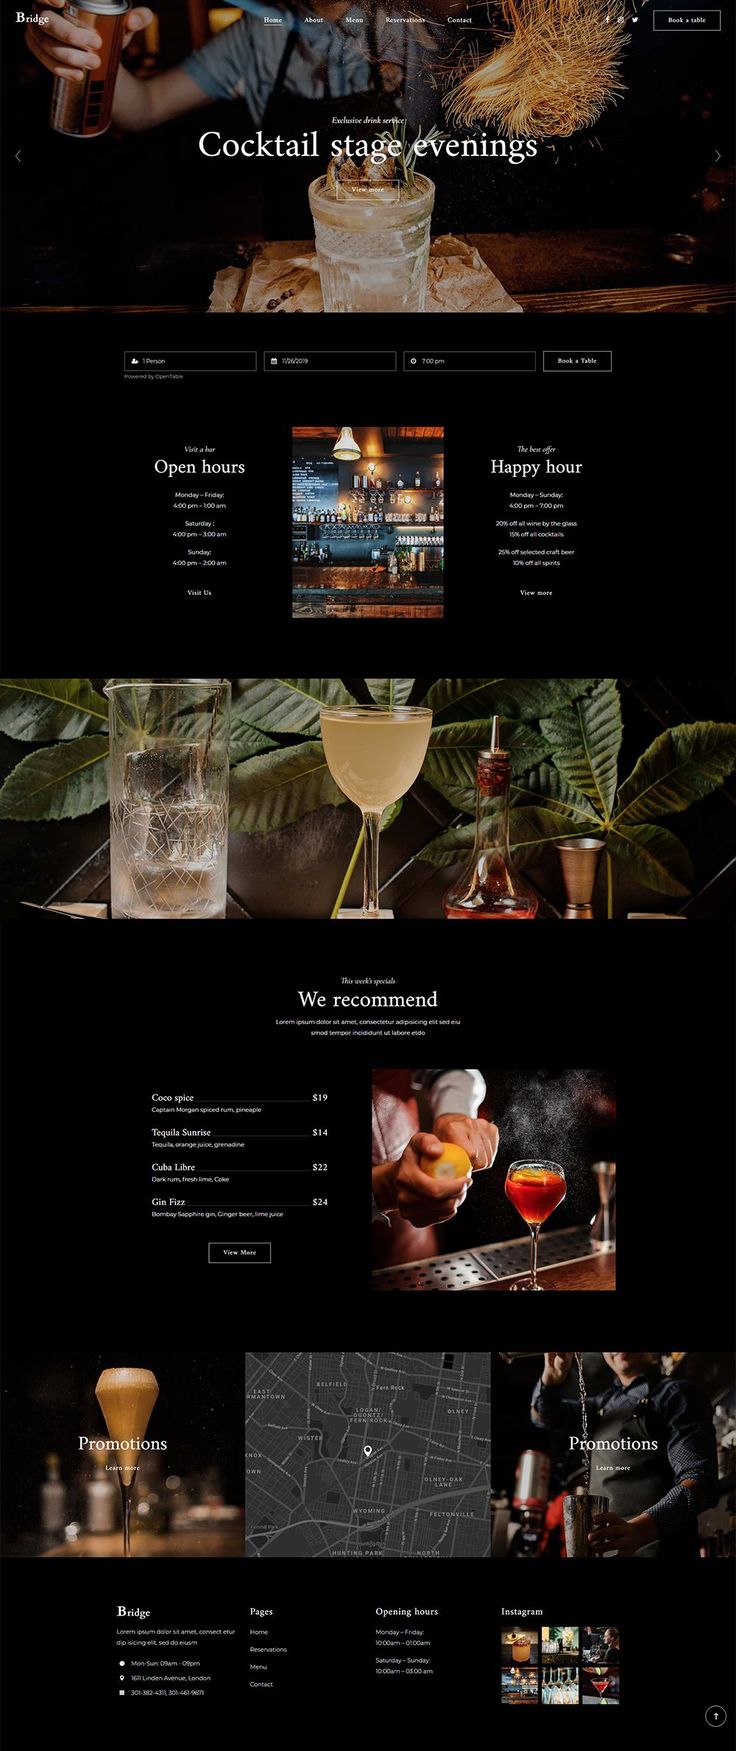 Bridge
Home About Menu Reservations Contact
Book a table
Exclusive drink service
Cocktail stage evenings
View more
1 Person
11/26/2019
7:00 pm
Book a Table
Powered by OpenTable
Visit a bar
Open hours
Monday – Friday:
4:00 pm – 1:00 am
Saturday :
4:00 pm – 3:00 am
Sunday:
4:00 pm – 2:00 am
Visit Us
The best offer
Happy hour
Monday – Sunday:
4:00 pm – 7:00 pm
20% off all wine by the glass
15% off all cocktails
25% off selected craft beer
10% off all spirits
View more
This week's specials
We recommend
Lorem ipsum dolor sit amet, consectetur adipisicing elit sed eiu
smod tempor incididunt ut labore etdo
Coco spice $19
Captain Morgan spiced rum, pineaple
Tequila Sunrise $14
Tequila, orange juice, grenadine
Cuba Libre $22
Dark rum, fresh lime, Coke
Gin Fizz $24
Bombay Sapphire gin, Ginger beer, lime juice
View More
Promotions
Learn more
BELFIELD
Fern Rock
EAST
RMANTOWN
LOGAN/
OGONTZ/
FERN ROCK
OLNEY
WISTER
KNOX
OWN
OLNEY-OAK
LANE
WYOMING
FELTONVILLE
HUNTING PARK
NORTH
Promotions
Learn more
Bridge
Lorem ipsum dolor sit amet, consect etur
dip isicing elit, sed do eiusm
Mon-Sun: 09am - 09pm
1611 Linden Avenue, London
301-382-4311, 301-461-9671
Pages
Home
Reservations
Menu
Contact
Opening hours
Monday – Friday:
10:00am – 01:00am
Saturday – Sunday:
10:00am – 03:00 am
Instagram